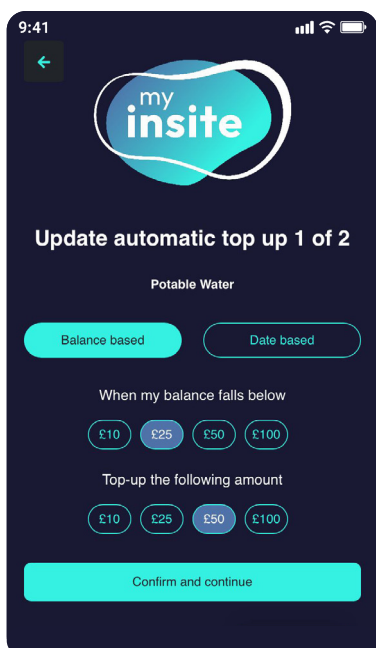 9:41
my
insite
Update automatic top up 1 of 2
Potable Water
Balance based Date based
When my balance falls below
£10 £25 £50 £100
Top-up the following amount
£10 £25 £50 £100
Confirm and continue